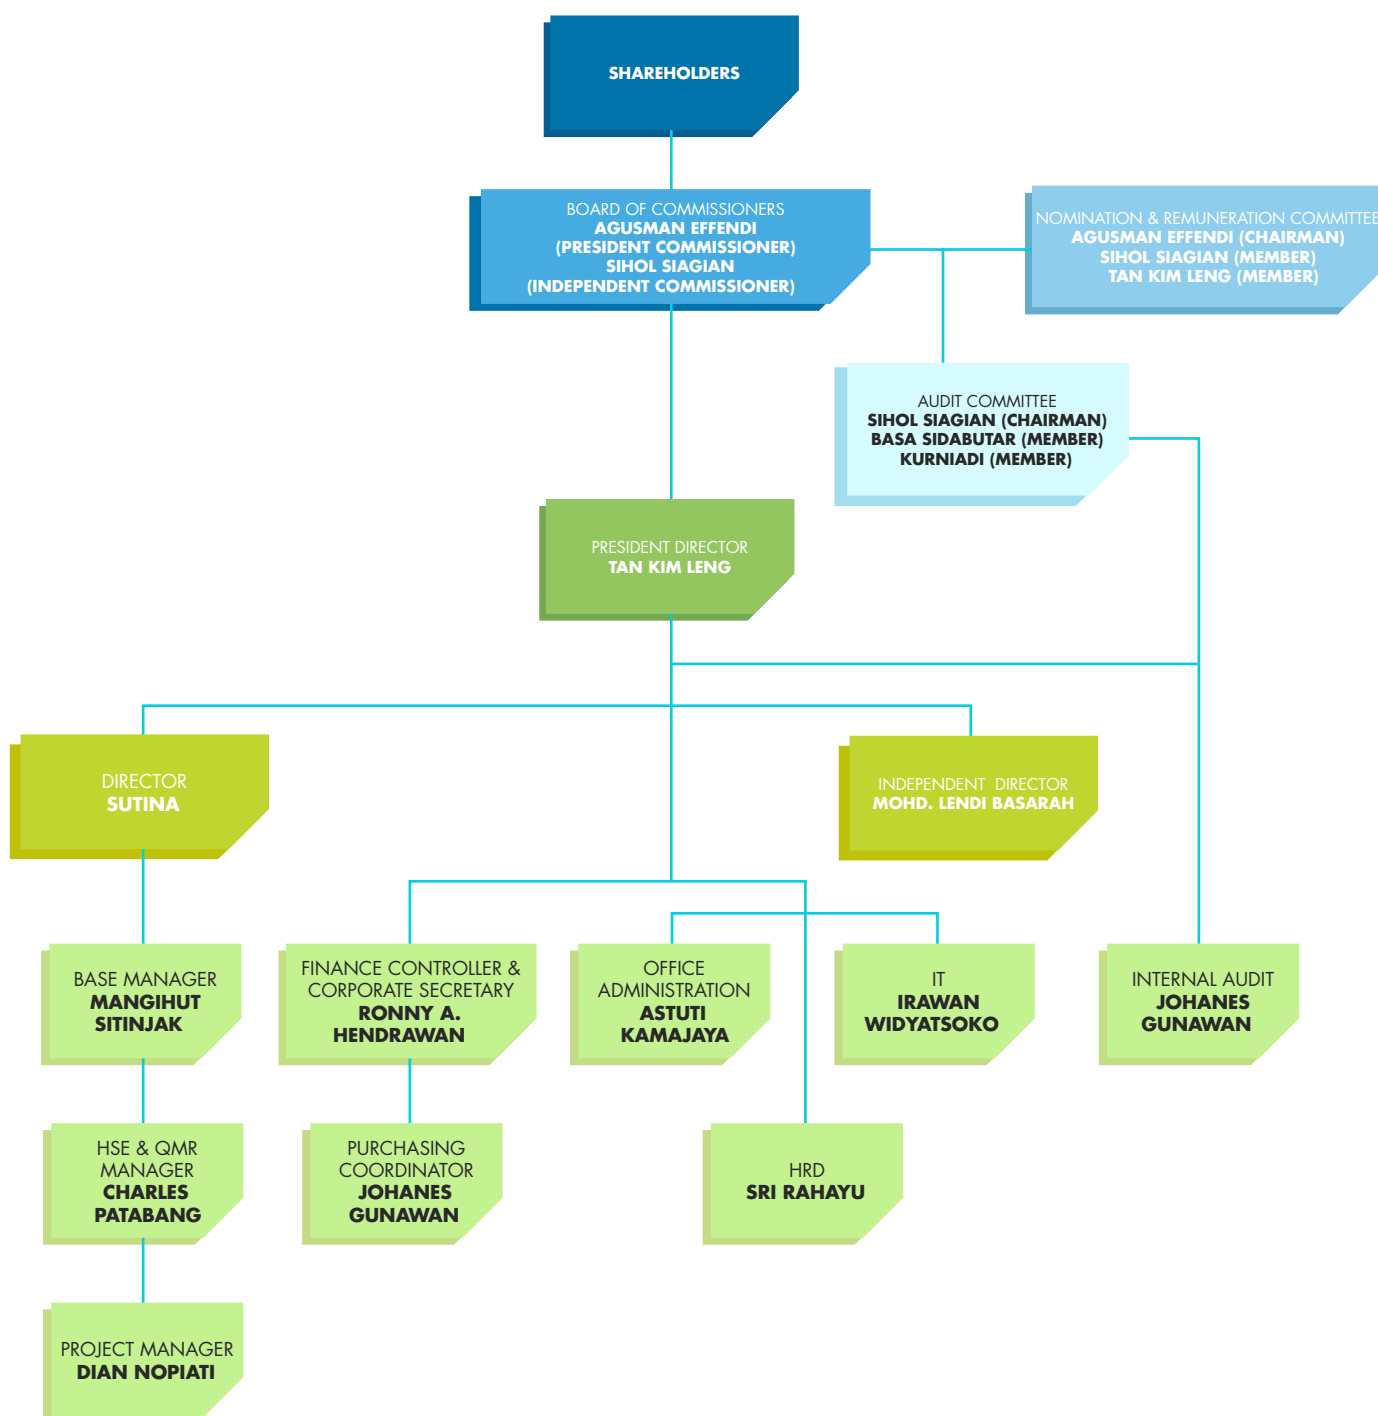 SHAREHOLDERS
BOARD OF COMMISSIONERS
AGUSMAN EFFENDI
(PRESIDENT COMMISSIONER)
SIHOL SIAGIAN
(INDEPENDENT COMMISSIONER)
NOMINATION & REMUNERATION COMMITTEE
AGUSMAN EFFENDI (CHAIRMAN)
SIHOL SIAGIAN (MEMBER)
TAN KIM LENG (MEMBER)
AUDIT COMMITTEE
SIHOL SIAGIAN (CHAIRMAN)
BASA SIDABUTAR (MEMBER)
KURNIADI (MEMBER)
PRESIDENT DIRECTOR
TAN KIM LENG
DIRECTOR
SUTINA
INDEPENDENT DIRECTOR
MOHD. LENDI BASARAH
BASE MANAGER
MANGIHUT
SITINJAK
FINANCE CONTROLLER &
CORPORATE SECRETARY
RONNY A.
HENDRAWAN
OFFICE
ADMINISTRATION
ASTUTI
KAMAJAYA
IT
IRAWAN
WIDYATSOKO
INTERNAL AUDIT
JOHANES
GUNAWAN
HSE & QMR
MANAGER
CHARLES
PATABANG
PURCHASING
COORDINATOR
JOHANES
GUNAWAN
HRD
SRI RAHAYU
PROJECT MANAGER
DIAN NOPIATI